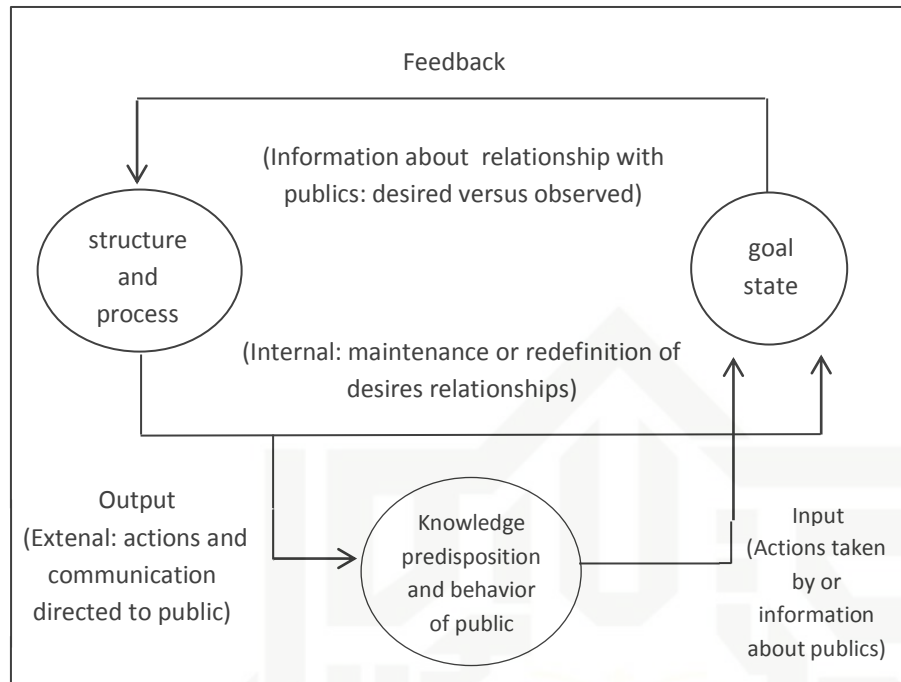 Feedback
(Information about relationship with
publics: desired versus observed)
structure
and
process
goal
state
(Internal: maintenance or redefinition of
desires relationships)
Output
(Extenal: actions and
communication
directed to public)
Knowledge
predisposition
and behavior
of public
Input
(Actions taken
by or
information
about publics)